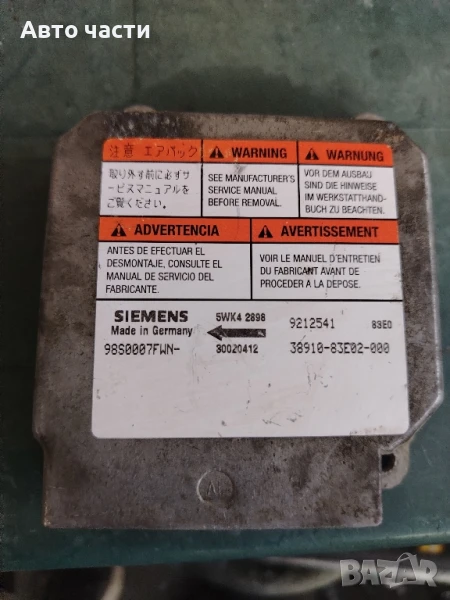 Авто части
注意 エアバック
取り外す前に必ずサ
ービスマニュアルを
ご覧ください。
WARNING
SEE MANUFACTURER'S
SERVICE MANUAL
BEFORE REMOVAL.
WARNUNG
VOR DEM AUSBAU
SIND DIE HINWEISE
IM WERKSTATTHAND-
BUCH ZU BEACHTEN.
ADVERTENCIA
ANTES DE EFECTUAR EL
DESMONTAJE, CONSULTE EL
MANUAL DE SERVICIO DEL
FABRICANTE.
AVERTISSEMENT
VOIR LE MANUEL D'ENTRETIEN
DU FABRICANT AVANT DE
PROCEDER A LA DEPOSE.
SIEMENS 5WK4 2898 9212541 83E0
Made in Germany
98S0007FWN- 30020412 38910-83E02-000
BAZAR